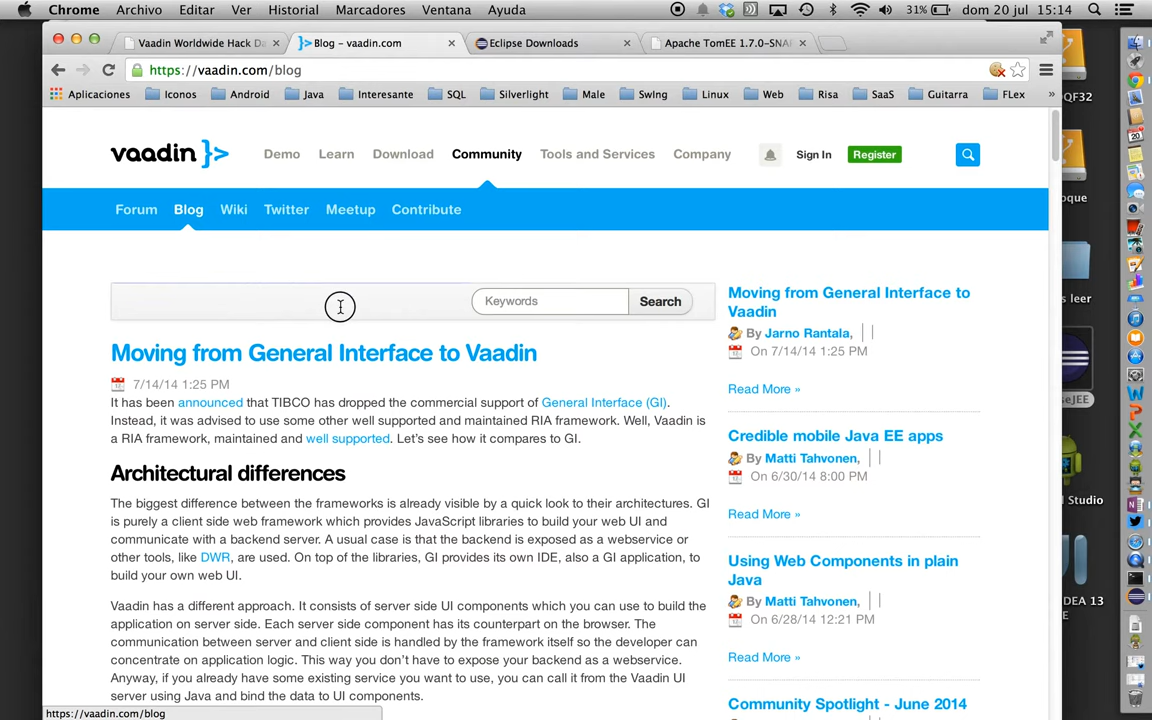 Chrome Archivo Editar Ver Historial Marcadores Ventana Ayuda 31% dom 20 jul 15:14
Vaadin Worldwide Hack Da Blog – vaadin.com Eclipse Downloads Apache TomEE 1.7.0-SNAP
https://vaadin.com/blog
Aplicaciones Iconos Android Java Interesante SQL Silverlight Male SwIng Linux Web Risa SaaS Guitarra FLex »
QF32
vaadin }> Demo Learn Download Community Tools and Services Company Sign In Register
Forum Blog Wiki Twitter Meetup Contribute
Keywords Search
Moving from General Interface to Vaadin
7/14/14 1:25 PM
It has been announced that TIBCO has dropped the commercial support of General Interface (GI).
Instead, it was advised to use some other well supported and maintained RIA framework. Well, Vaadin is
a RIA framework, maintained and well supported. Let's see how it compares to GI.
Architectural differences
The biggest difference between the frameworks is already visible by a quick look to their architectures. GI
is purely a client side web framework which provides JavaScript libraries to build your web UI and
communicate with a backend server. A usual case is that the backend is exposed as a webservice or
other tools, like DWR, are used. On top of the libraries, GI provides its own IDE, also a GI application, to
build your own web UI.
Vaadin has a different approach. It consists of server side UI components which you can use to build the
application on server side. Each server side component has its counterpart on the browser. The
communication between server and client side is handled by the framework itself so the developer can
concentrate on application logic. This way you don't have to expose your backend as a webservice.
Anyway, if you already have some existing service you want to use, you can call it from the Vaadin UI
server using Java and bind the data to UI components.
https://vaadin.com/blog
Moving from General Interface to
Vaadin
By Jarno Rantala,
On 7/14/14 1:25 PM
Read More »
Credible mobile Java EE apps
By Matti Tahvonen,
On 6/30/14 8:00 PM
Read More »
Using Web Components in plain
Java
By Matti Tahvonen,
On 6/28/14 12:21 PM
Read More »
Community Spotlight - June 2014
oque
s leer
seJEE
d Studio
DEA 13
E